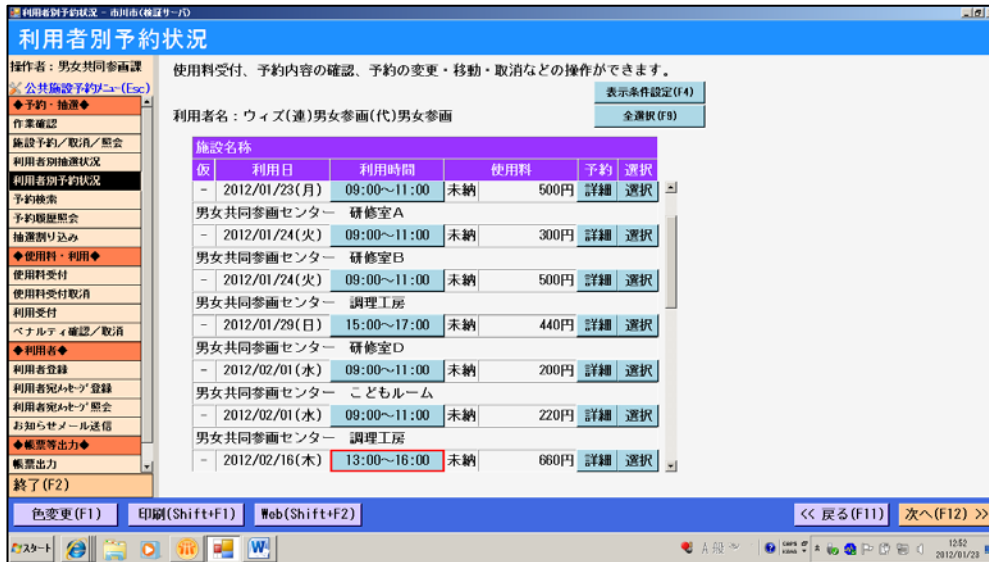 利用者別予約状況 - 市川市(検証サーバ)
利用者別予約状況
操作者：男女共同参画課
公共施設予約メニュー(Esc)
◆予約・抽選◆
作業確認
施設予約／取消／照会
利用者別抽選状況
利用者別予約状況
予約検索
予約履歴照会
抽選割り込み
◆使用料・利用◆
使用料受付
使用料受付取消
利用受付
ペナルティ確認／取消
◆利用者◆
利用者登録
利用者宛メッセージ登録
利用者宛メッセージ照会
お知らせメール送信
◆帳票等出力◆
帳票出力
終了(F2)
使用料受付、予約内容の確認、予約の変更・移動・取消などの操作ができます。
表示条件設定(F4)
利用者名：ウィズ(連)男女参画(代)男女参画
全選択(F9)
施設名称
仮 利用日 利用時間 使用料 予約 選択
－ 2012/01/23(月) 09:00～11:00 未納 500円 詳細 選択
男女共同参画センター 研修室A
－ 2012/01/24(火) 09:00～11:00 未納 300円 詳細 選択
男女共同参画センター 研修室B
－ 2012/01/24(火) 09:00～11:00 未納 500円 詳細 選択
男女共同参画センター 調理工房
－ 2012/01/29(日) 15:00～17:00 未納 440円 詳細 選択
男女共同参画センター 研修室D
－ 2012/02/01(水) 09:00～11:00 未納 200円 詳細 選択
男女共同参画センター こどもルーム
－ 2012/02/01(水) 09:00～11:00 未納 220円 詳細 選択
男女共同参画センター 調理工房
－ 2012/02/16(木) 13:00～16:00 未納 660円 詳細 選択
色変更(F1) 印刷(Shift+F1) Web(Shift+F2) << 戻る(F11) 次へ(F12) >>
スタート A 般 CAPS KANA 12:52
2012/01/23